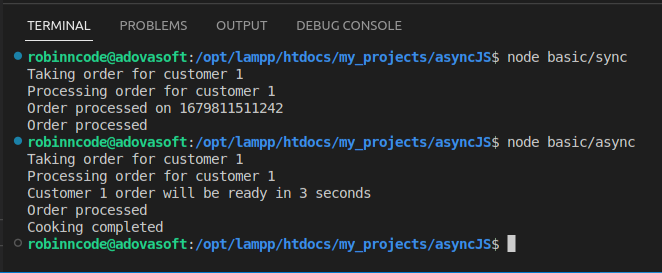 TERMINAL PROBLEMS OUTPUT DEBUG CONSOLE
robinncode@adovasoft:/opt/lampp/htdocs/my_projects/asyncJS$ node basic/sync
Taking order for customer 1
Processing order for customer 1
Order processed on 1679811511242
Order processed
robinncode@adovasoft:/opt/lampp/htdocs/my_projects/asyncJS$ node basic/async
Taking order for customer 1
Processing order for customer 1
Customer 1 order will be ready in 3 seconds
Order processed
Cooking completed
robinncode@adovasoft:/opt/lampp/htdocs/my_projects/asyncJS$